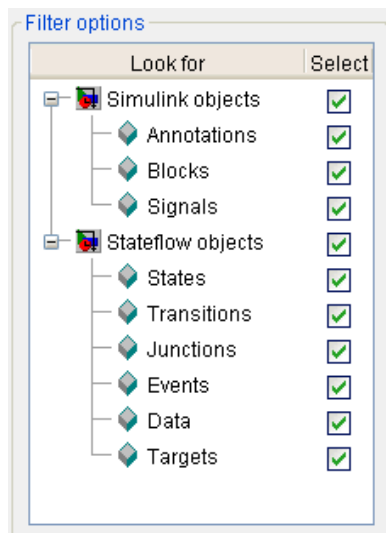 Filter options
Look for Select
Simulink objects
Annotations
Blocks
Signals
Stateflow objects
States
Transitions
Junctions
Events
Data
Targets